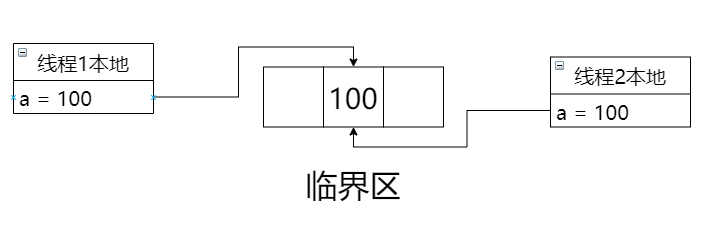 线程1本地
a = 100
100
线程2本地
a = 100
临界区